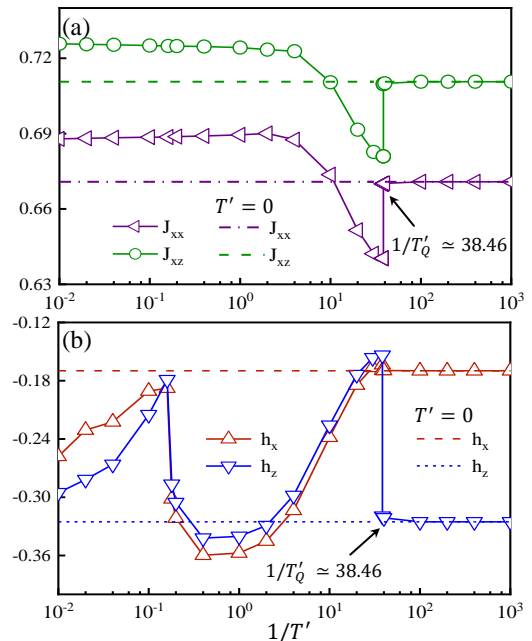 (a)
0.72
0.69
0.66
0.63
T′ = 0
J_xx J_xx
J_xz J_xz
1/T′_Q ≃ 38.46
10^-2 10^-1 10^0 10^1 10^2 10^3
(b)
-0.12
-0.18
-0.24
-0.30
-0.36
T′ = 0
h_x h_x
h_z h_z
1/T′_Q ≃ 38.46
10^-2 10^-1 10^0 10^1 10^2 10^3
1/T′